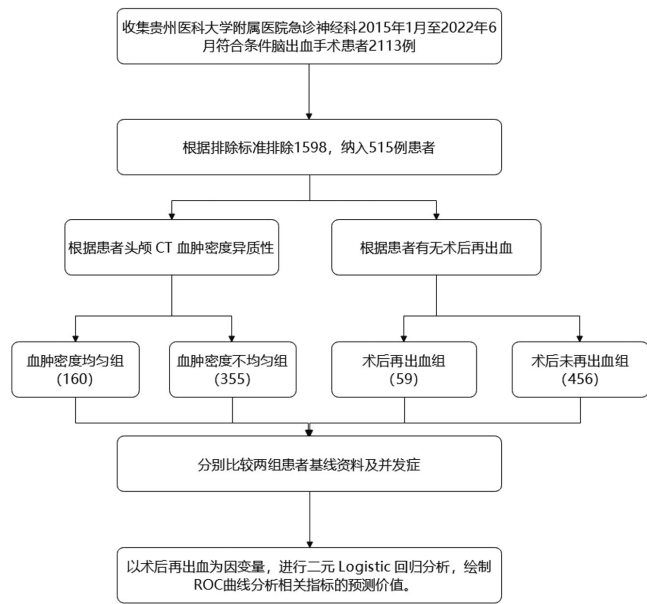 收集贵州医科大学附属医院急诊神经科2015年1月至2022年6
月符合条件脑出血手术患者2113例
根据排除标准排除1598，纳入515例患者
根据患者头颅 CT 血肿密度异质性
根据患者有无术后再出血
血肿密度均匀组
（160）
血肿密度不均匀组
（355）
术后再出血组
（59）
术后未再出血组
（456）
分别比较两组患者基线资料及并发症
以术后再出血为因变量，进行二元 Logistic 回归分析，绘制
ROC曲线分析相关指标的预测价值。